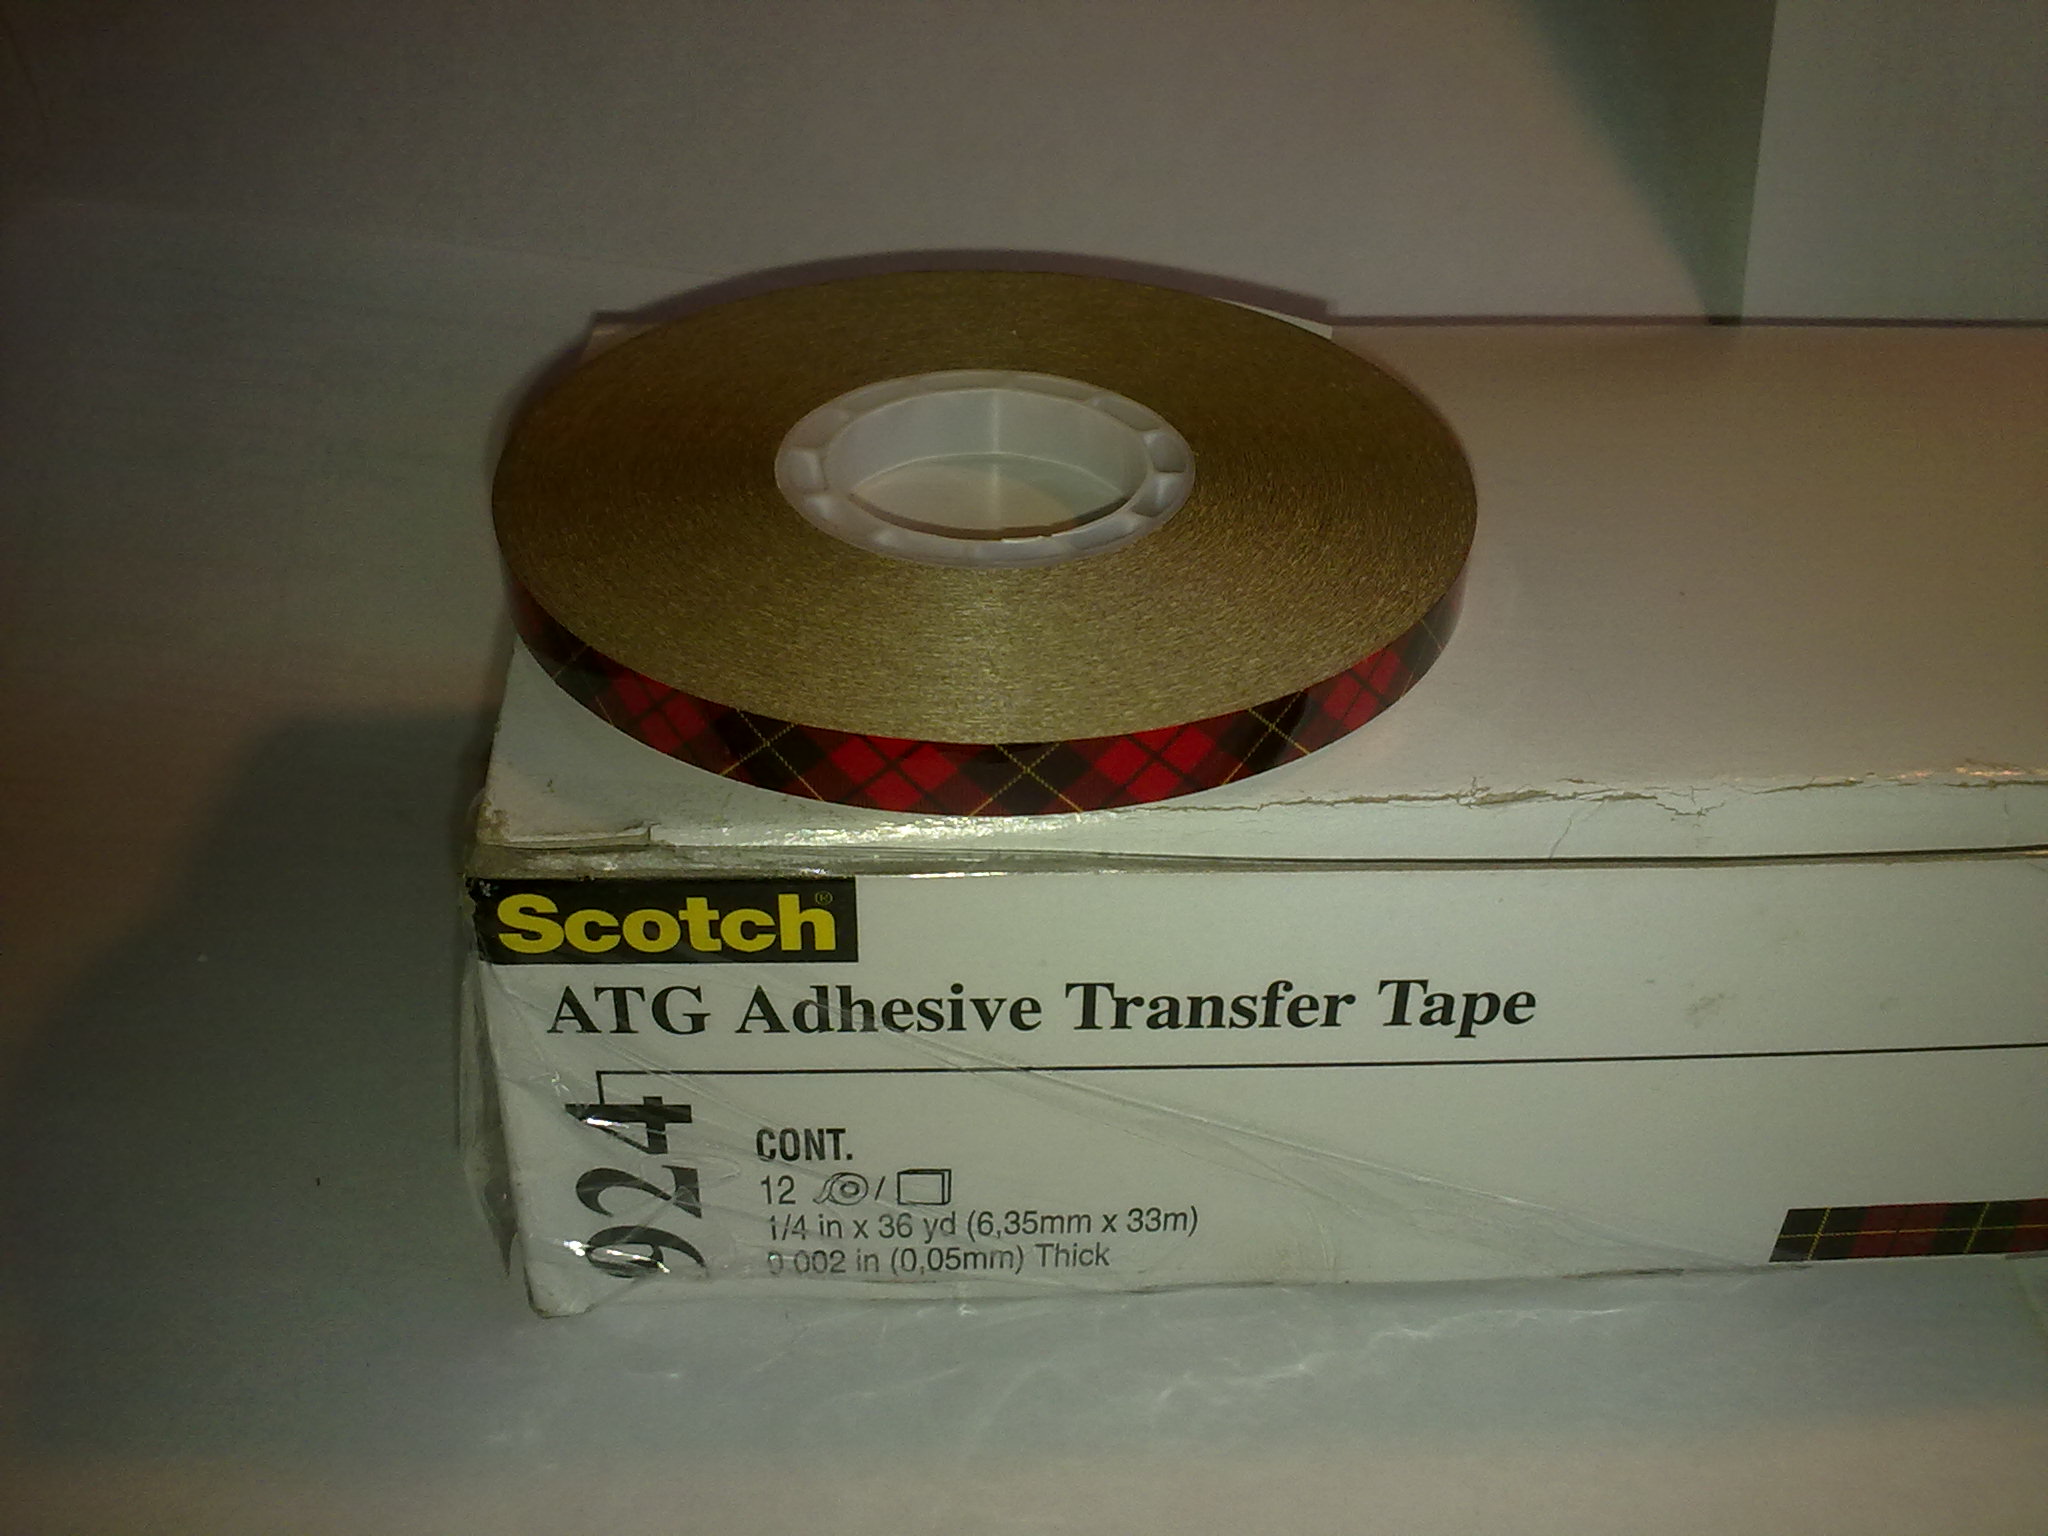 Scotch®
ATG Adhesive Transfer Tape
924
CONT.
12 /
1/4 in x 36 yd (6,35mm x 33m)
0.002 in (0,05mm) Thick